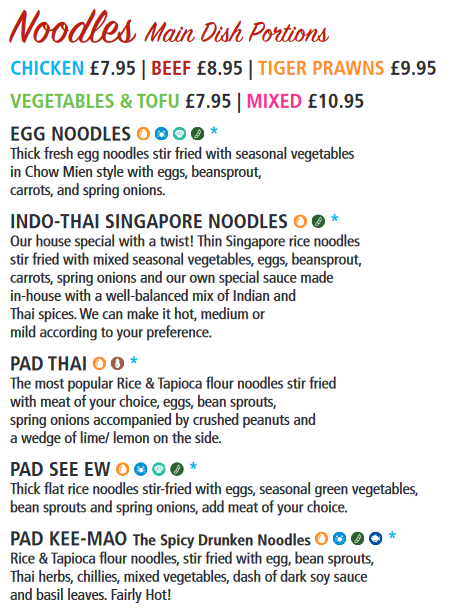 Noodles Main Dish Portions
CHICKEN £7.95 | BEEF £8.95 | TIGER PRAWNS £9.95
VEGETABLES & TOFU £7.95 | MIXED £10.95
EGG NOODLES *
Thick fresh egg noodles stir fried with seasonal vegetables
in Chow Mien style with eggs, beansprout,
carrots, and spring onions.
INDO-THAI SINGAPORE NOODLES *
Our house special with a twist! Thin Singapore rice noodles
stir fried with mixed seasonal vegetables, eggs, beansprout,
carrots, spring onions and our own special sauce made
in-house with a well-balanced mix of Indian and
Thai spices. We can make it hot, medium or
mild according to your preference.
PAD THAI *
The most popular Rice & Tapioca flour noodles stir fried
with meat of your choice, eggs, bean sprouts,
spring onions accompanied by crushed peanuts and
a wedge of lime/ lemon on the side.
PAD SEE EW *
Thick flat rice noodles stir-fried with eggs, seasonal green vegetables,
bean sprouts and spring onions, add meat of your choice.
PAD KEE-MAO The Spicy Drunken Noodles *
Rice & Tapioca flour noodles, stir fried with egg, bean sprouts,
Thai herbs, chillies, mixed vegetables, dash of dark soy sauce
and basil leaves. Fairly Hot!